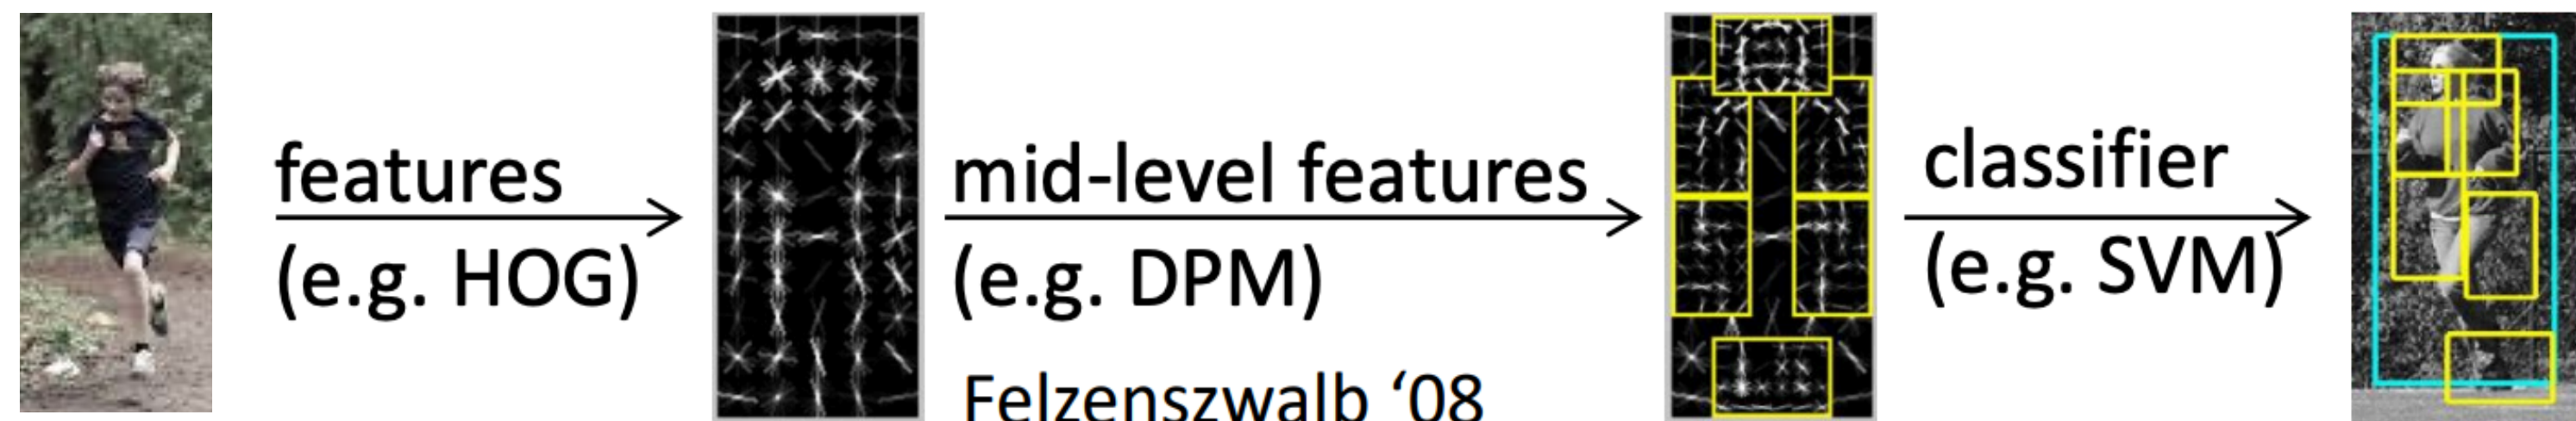 features
(e.g. HOG)
mid-level features
(e.g. DPM)
Felzenszwalb ‘08
classifier
(e.g. SVM)